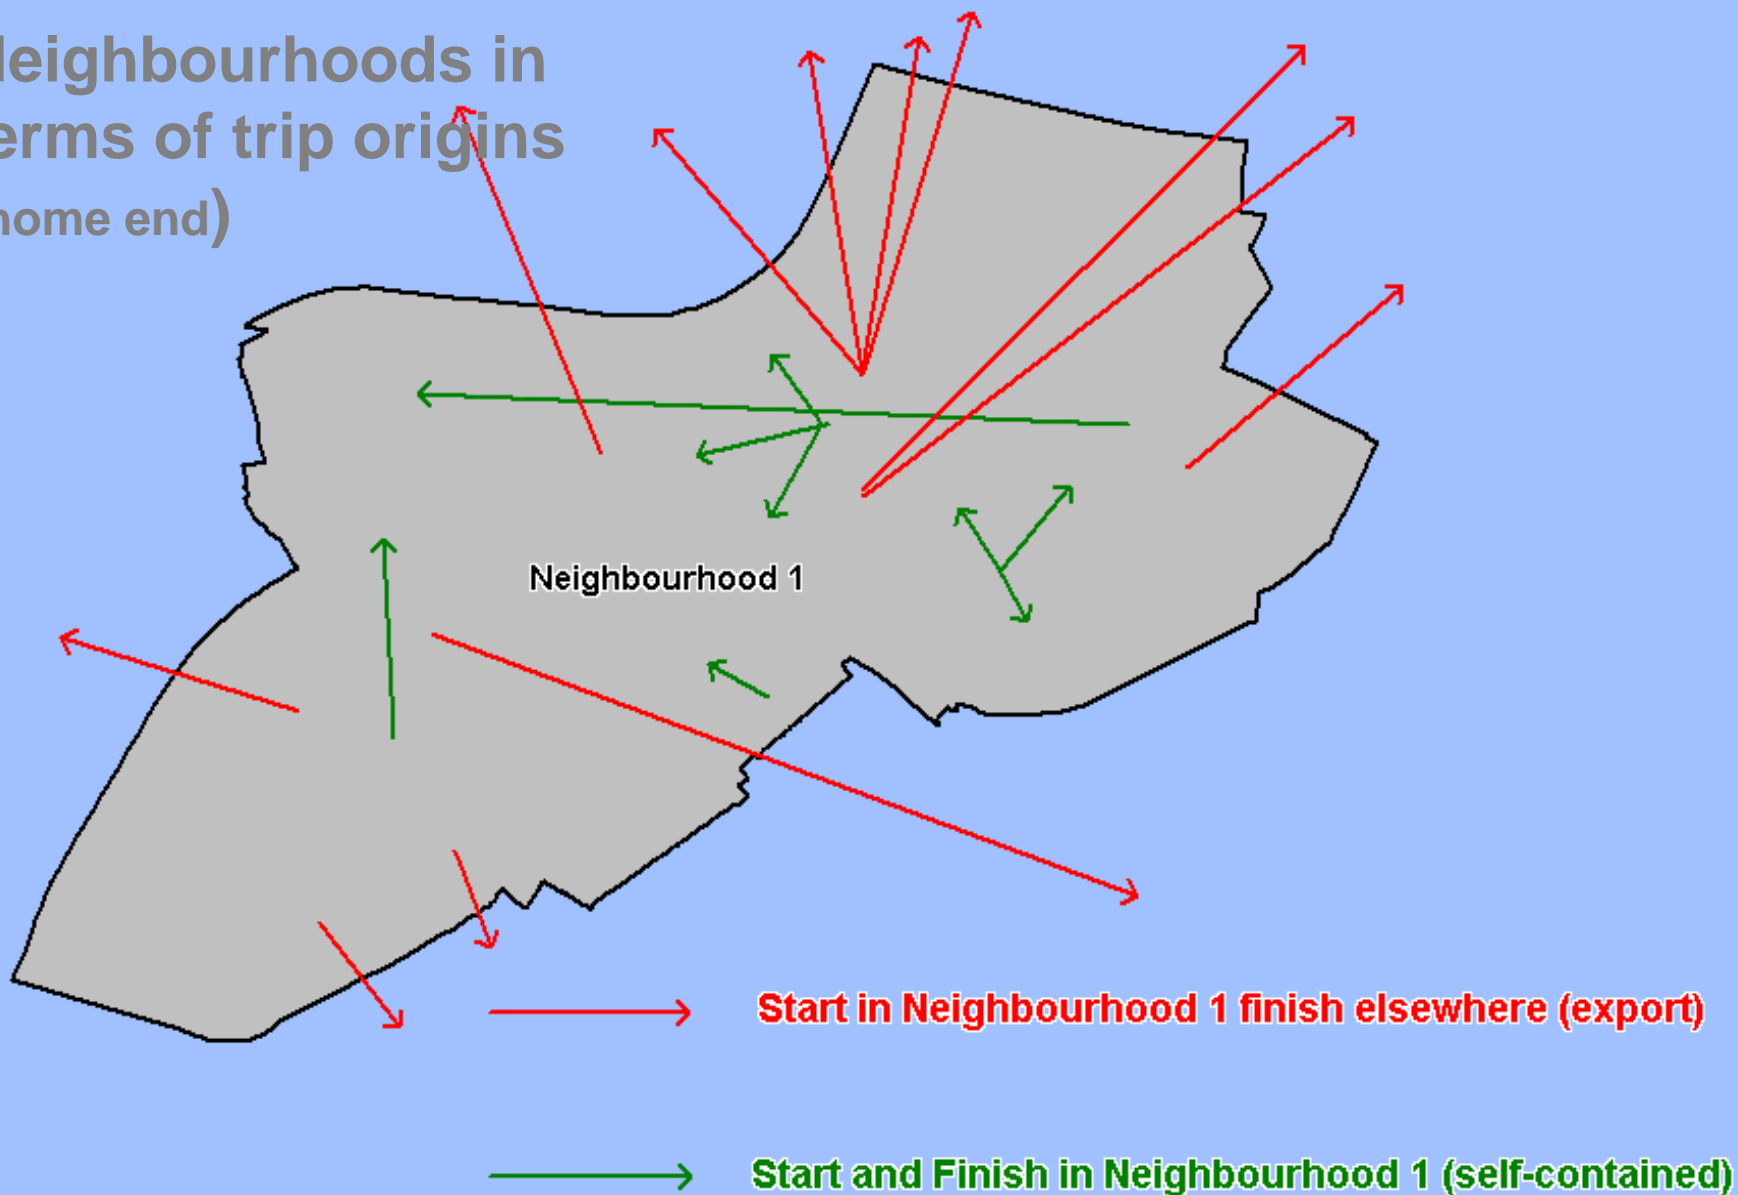 leighbourhoods in
erms of trip origins
home end)
Neighbourhood 1
Start in Neighbourhood 1 finish elsewhere (export)
Start and Finish in Neighbourhood 1 (self-contained)